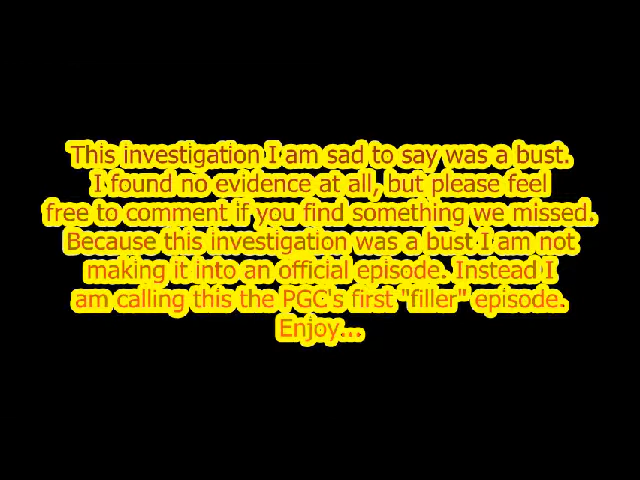 This investigation I am sad to say was a bust.
I found no evidence at all, but please feel
free to comment if you find something we missed.
Because this investigation was a bust I am not
making it into an official episode. Instead I
am calling this the PGC's first "filler" episode.
Enjoy...